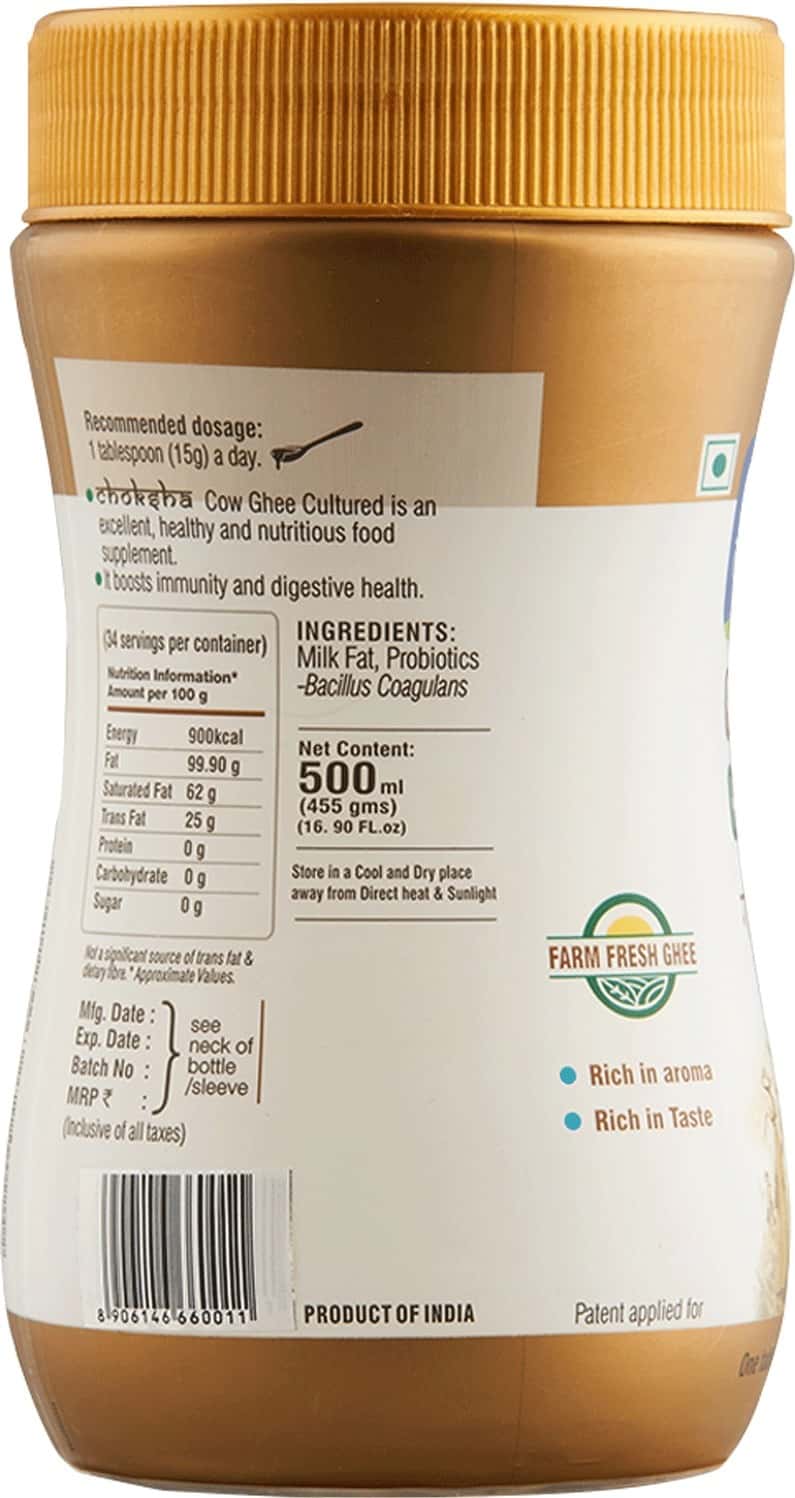 Recommended dosage:
1 tablespoon (15g) a day.
•choksha Cow Ghee Cultured is an
excellent, healthy and nutritious food
supplement.
•It boosts immunity and digestive health.
(34 servings per container)
Nutrition Information*
Amount per 100 g
Energy 900kcal
Fat 99.90 g
Saturated Fat 62 g
Trans Fat 25 g
Protein 0 g
Carbohydrate 0 g
Sugar 0 g
Not a significant source of trans fat &
dietary fibre.* Approximate Values.
INGREDIENTS:
Milk Fat, Probiotics
-Bacillus Coagulans
Net Content:
500 ml
(455 gms)
(16. 90 FL.oz)
Store in a Cool and Dry place
away from Direct heat & Sunlight
Mfg. Date :
Exp. Date :
Batch No :
MRP ₹ :
(Inclusive of all taxes)
see
neck of
bottle
/sleeve
FARM FRESH GHEE
• Rich in aroma
• Rich in Taste
8 906146 660011
PRODUCT OF INDIA
Patent applied for
One